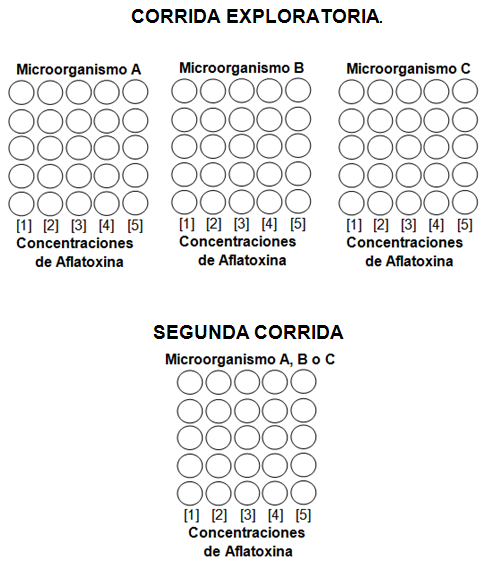 CORRIDA EXPLORATORIA.
Microorganismo A
Microorganismo B
Microorganismo C
[1] [2] [3] [4] [5]
[1] [2] [3] [4] [5]
[1] [2] [3] [4] [5]
Concentraciones
de Aflatoxina
Concentraciones
de Aflatoxina
Concentraciones
de Aflatoxina
SEGUNDA CORRIDA
Microorganismo A, B o C
[1] [2] [3] [4] [5]
Concentraciones
de Aflatoxina